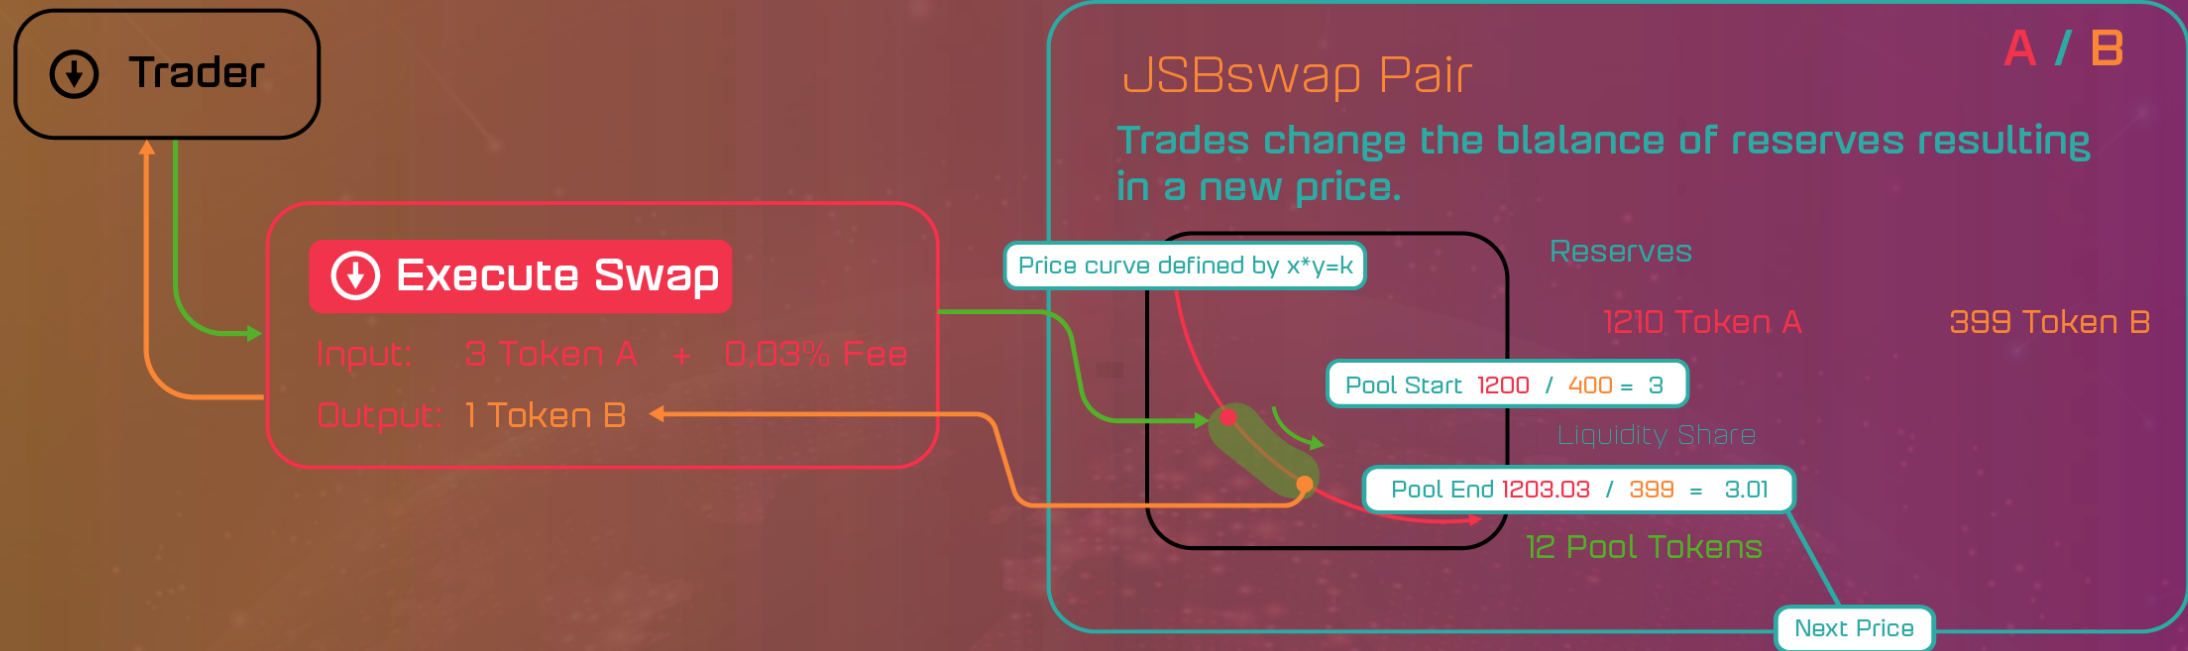 Trader
Execute Swap
Input: 3 Token A + 0,03% Fee
Output: 1 Token B
A / B
JSBswap Pair
Trades change the blalance of reserves resulting
in a new price.
Price curve defined by x*y=k
Reserves
1210 Token A 399 Token B
Pool Start 1200 / 400 = 3
Liquidity Share
Pool End 1203.03 / 399 = 3.01
12 Pool Tokens
Next Price